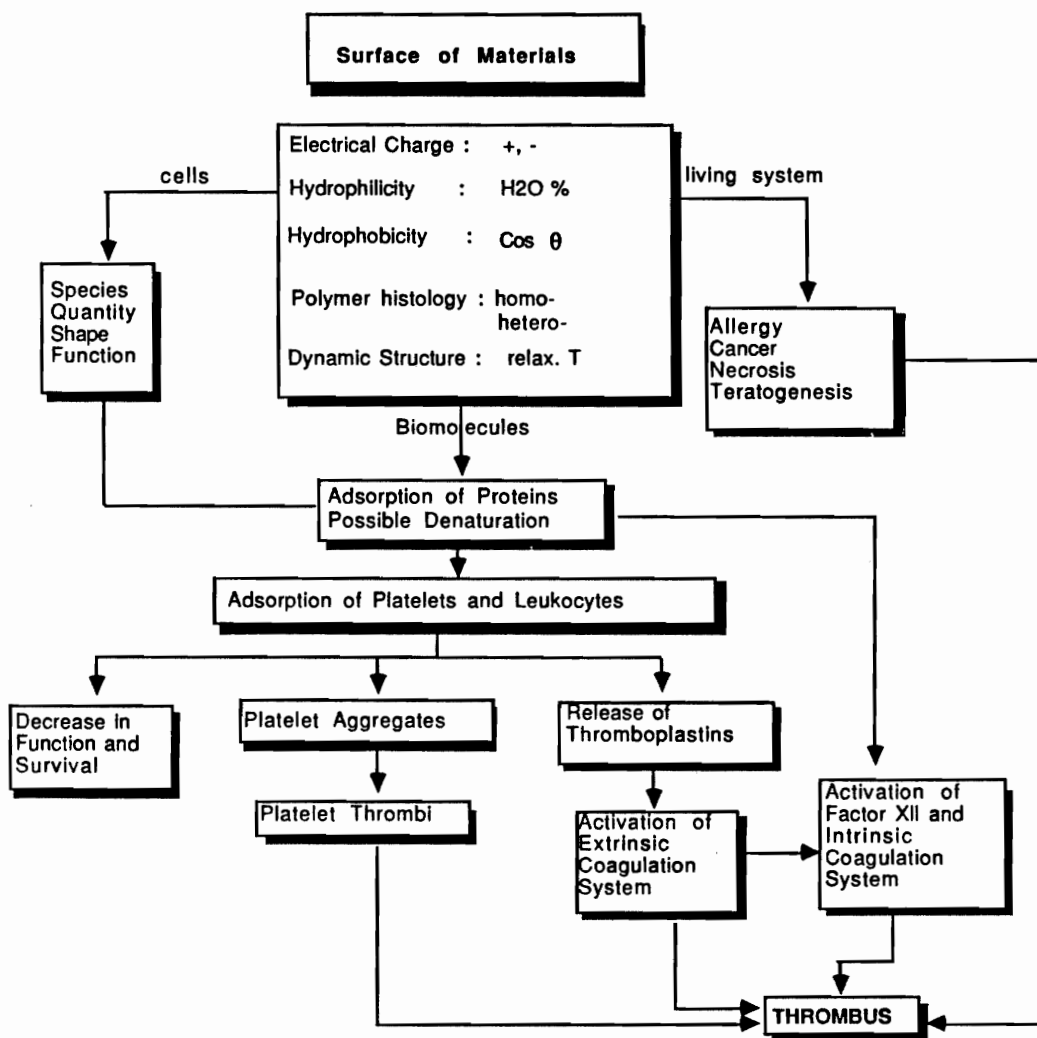 Surface of Materials
Electrical Charge : +, -
Hydrophilicity : H2O %
Hydrophobicity : Cos θ
Polymer histology : homo-
hetero-
Dynamic Structure : relax. T
cells
living system
Species
Quantity
Shape
Function
Allergy
Cancer
Necrosis
Teratogenesis
Biomolecules
Adsorption of Proteins
Possible Denaturation
Adsorption of Platelets and Leukocytes
Decrease in
Function and
Survival
Platelet Aggregates
Release of
Thromboplastins
Platelet Thrombi
Activation of
Extrinsic
Coagulation
System
Activation of
Factor XII and
Intrinsic
Coagulation
System
THROMBUS